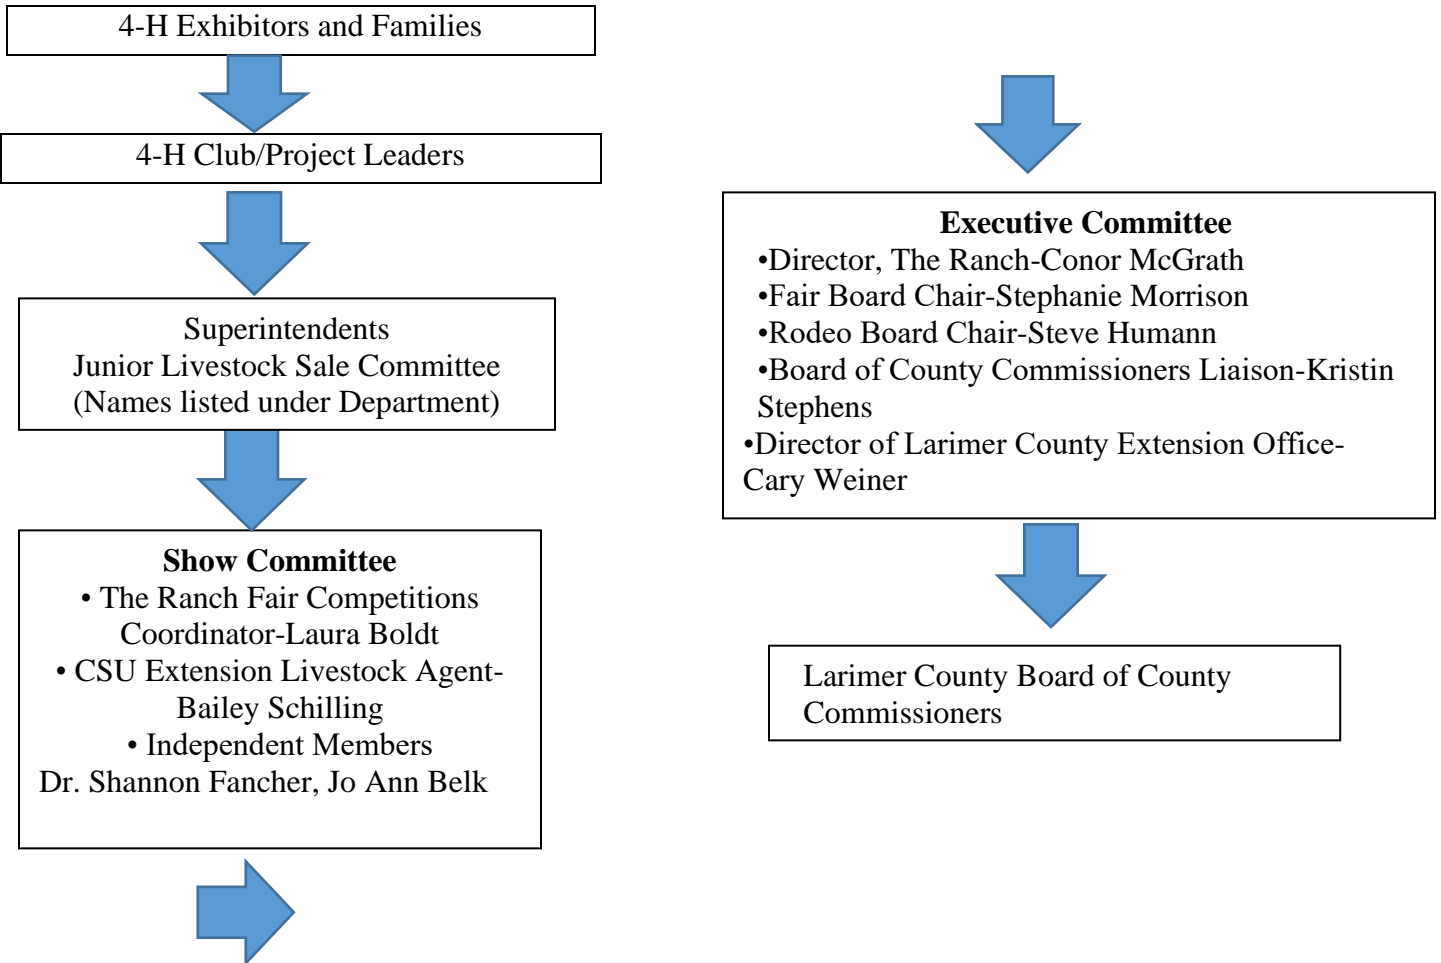 4-H Exhibitors and Families
4-H Club/Project Leaders
Superintendents
Junior Livestock Sale Committee
(Names listed under Department)
Show Committee
• The Ranch Fair Competitions
Coordinator-Laura Boldt
• CSU Extension Livestock Agent-
Bailey Schilling
• Independent Members
Dr. Shannon Fancher, Jo Ann Belk
Executive Committee
•Director, The Ranch-Conor McGrath
•Fair Board Chair-Stephanie Morrison
•Rodeo Board Chair-Steve Humann
•Board of County Commissioners Liaison-Kristin
Stephens
•Director of Larimer County Extension Office-
Cary Weiner
Larimer County Board of County
Commissioners